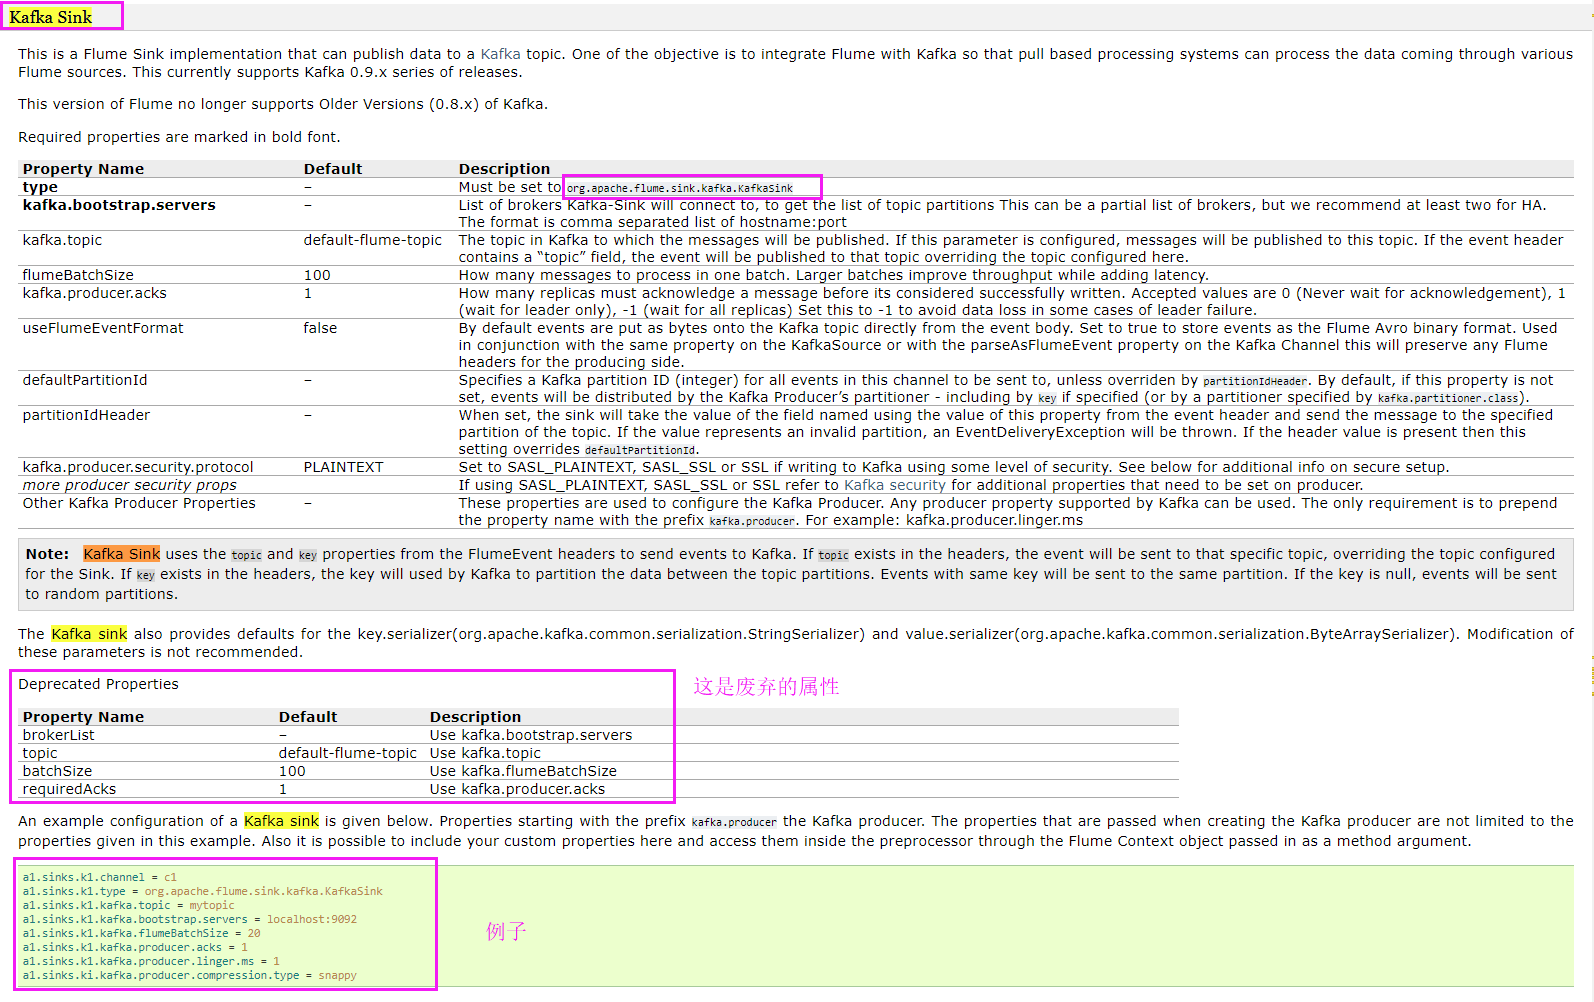 Kafka Sink
This is a Flume Sink implementation that can publish data to a Kafka topic. One of the objective is to integrate Flume with Kafka so that pull based processing systems can process the data coming through various
Flume sources. This currently supports Kafka 0.9.x series of releases.
This version of Flume no longer supports Older Versions (0.8.x) of Kafka.
Required properties are marked in bold font.
Property Name Default Description
type – Must be set to org.apache.flume.sink.kafka.KafkaSink
kafka.bootstrap.servers – List of brokers Kafka-Sink will connect to, to get the list of topic partitions This can be a partial list of brokers, but we recommend at least two for HA.
The format is comma separated list of hostname:port
kafka.topic default-flume-topic The topic in Kafka to which the messages will be published. If this parameter is configured, messages will be published to this topic. If the event header
contains a “topic” field, the event will be published to that topic overriding the topic configured here.
flumeBatchSize 100 How many messages to process in one batch. Larger batches improve throughput while adding latency.
kafka.producer.acks 1 How many replicas must acknowledge a message before its considered successfully written. Accepted values are 0 (Never wait for acknowledgement), 1
(wait for leader only), -1 (wait for all replicas) Set this to -1 to avoid data loss in some cases of leader failure.
useFlumeEventFormat false By default events are put as bytes onto the Kafka topic directly from the event body. Set to true to store events as the Flume Avro binary format. Used
in conjunction with the same property on the KafkaSource or with the parseAsFlumeEvent property on the Kafka Channel this will preserve any Flume
headers for the producing side.
defaultPartitionId – Specifies a Kafka partition ID (integer) for all events in this channel to be sent to, unless overriden by partitionIdHeader. By default, if this property is not
set, events will be distributed by the Kafka Producer’s partitioner - including by key if specified (or by a partitioner specified by kafka.partitioner.class).
partitionIdHeader – When set, the sink will take the value of the field named using the value of this property from the event header and send the message to the specified
partition of the topic. If the value represents an invalid partition, an EventDeliveryException will be thrown. If the header value is present then this
setting overrides defaultPartitionId.
kafka.producer.security.protocol PLAINTEXT Set to SASL_PLAINTEXT, SASL_SSL or SSL if writing to Kafka using some level of security. See below for additional info on secure setup.
more producer security props If using SASL_PLAINTEXT, SASL_SSL or SSL refer to Kafka security for additional properties that need to be set on producer.
Other Kafka Producer Properties – These properties are used to configure the Kafka Producer. Any producer property supported by Kafka can be used. The only requirement is to prepend
the property name with the prefix kafka.producer. For example: kafka.producer.linger.ms
Note: Kafka Sink uses the topic and key properties from the FlumeEvent headers to send events to Kafka. If topic exists in the headers, the event will be sent to that specific topic, overriding the topic configured
for the Sink. If key exists in the headers, the key will used by Kafka to partition the data between the topic partitions. Events with same key will be sent to the same partition. If the key is null, events will be sent
to random partitions.
The Kafka sink also provides defaults for the key.serializer(org.apache.kafka.common.serialization.StringSerializer) and value.serializer(org.apache.kafka.common.serialization.ByteArraySerializer). Modification of
these parameters is not recommended.
Deprecated Properties 这是废弃的属性
Property Name Default Description
brokerList – Use kafka.bootstrap.servers
topic default-flume-topic Use kafka.topic
batchSize 100 Use kafka.flumeBatchSize
requiredAcks 1 Use kafka.producer.acks
An example configuration of a Kafka sink is given below. Properties starting with the prefix kafka.producer the Kafka producer. The properties that are passed when creating the Kafka producer are not limited to the
properties given in this example. Also it is possible to include your custom properties here and access them inside the preprocessor through the Flume Context object passed in as a method argument.
a1.sinks.k1.channel = c1
a1.sinks.k1.type = org.apache.flume.sink.kafka.KafkaSink
a1.sinks.k1.kafka.topic = mytopic
a1.sinks.k1.kafka.bootstrap.servers = localhost:9092
a1.sinks.k1.kafka.flumeBatchSize = 20
例子
a1.sinks.k1.kafka.producer.acks = 1
a1.sinks.k1.kafka.producer.linger.ms = 1
a1.sinks.ki.kafka.producer.compression.type = snappy